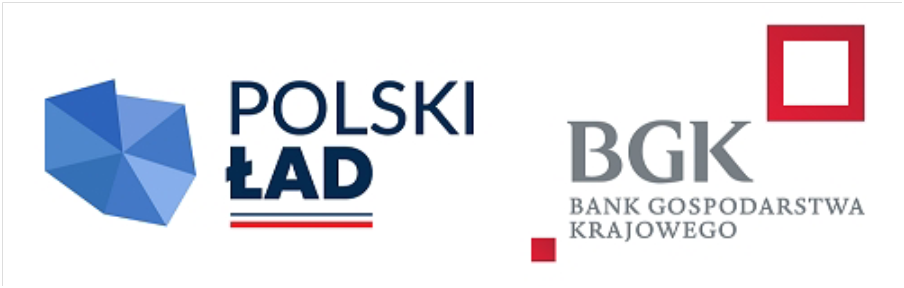 POLSKI
ŁAD
BGK
BANK GOSPODARSTWA
KRAJOWEGO